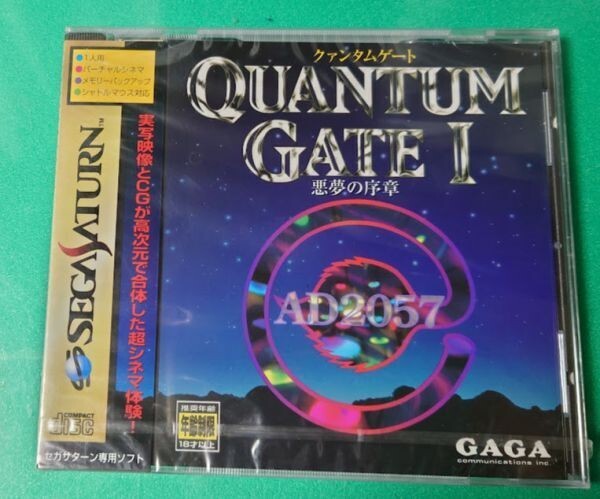 1人用
バーチャルシネマ
メモリーバックアップ
シャトルマウス対応
SEGA SATURN™
実写映像とCGが高次元で合体した超シネマ体験!
COMPACT
disc
セガサターン専用ソフト
クァンタムゲート
QUANTUM
GATE I
悪夢の序章
AD2057
推奨年齢
年齢制限
18才以上
GAGA
communications inc.